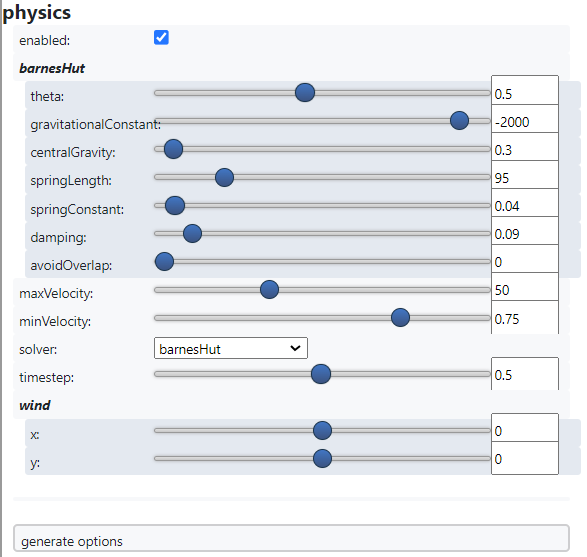 physics
enabled:
barnesHut
theta: 0.5
gravitationalConstant: -2000
centralGravity: 0.3
springLength: 95
springConstant: 0.04
damping: 0.09
avoidOverlap: 0
maxVelocity: 50
minVelocity: 0.75
solver: barnesHut
timestep: 0.5
wind
x: 0
y: 0
generate options